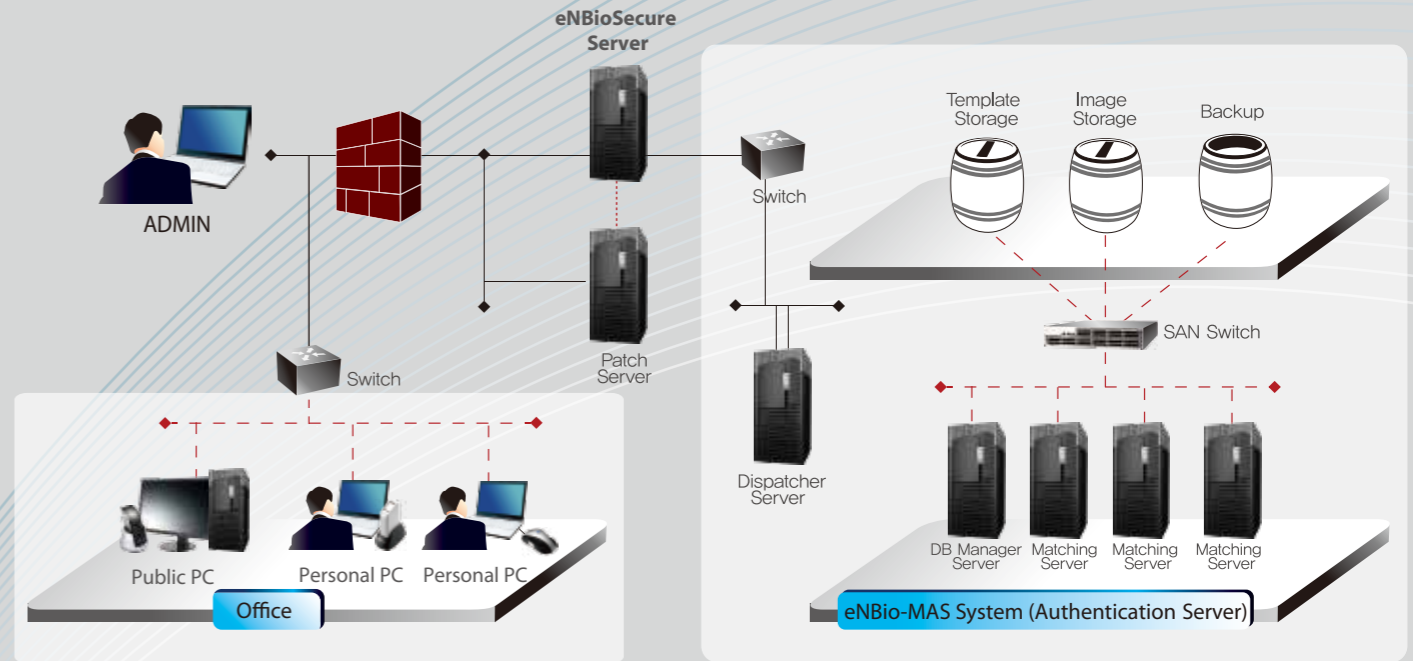 eNBioSecure
Server
ADMIN
Switch
Patch
Server
Public PC
Personal PC
Personal PC
Office
Switch
Template
Storage
Image
Storage
Backup
SAN Switch
Dispatcher
Server
DB Manager
Server
Matching
Server
Matching
Server
Matching
Server
eNBio-MAS System (Authentication Server)